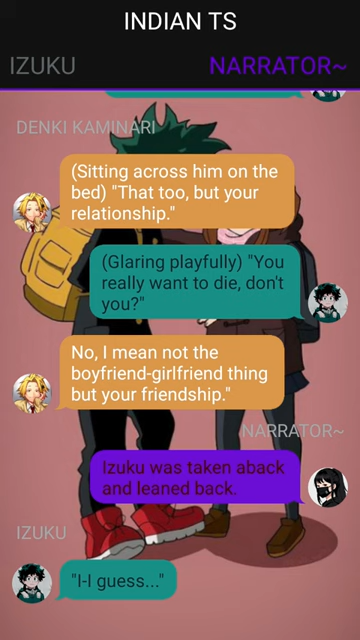 INDIAN TS
IZUKU
NARRATOR~
DENKI KAMINARI
(Sitting across him on the
bed) "That too, but your
relationship."
(Glaring playfully) "You
really want to die, don't
you?"
No, I mean not the
boyfriend-girlfriend thing
but your friendship."
NARRATOR~
Izuku was taken aback
and leaned back.
IZUKU
"I-I guess..."